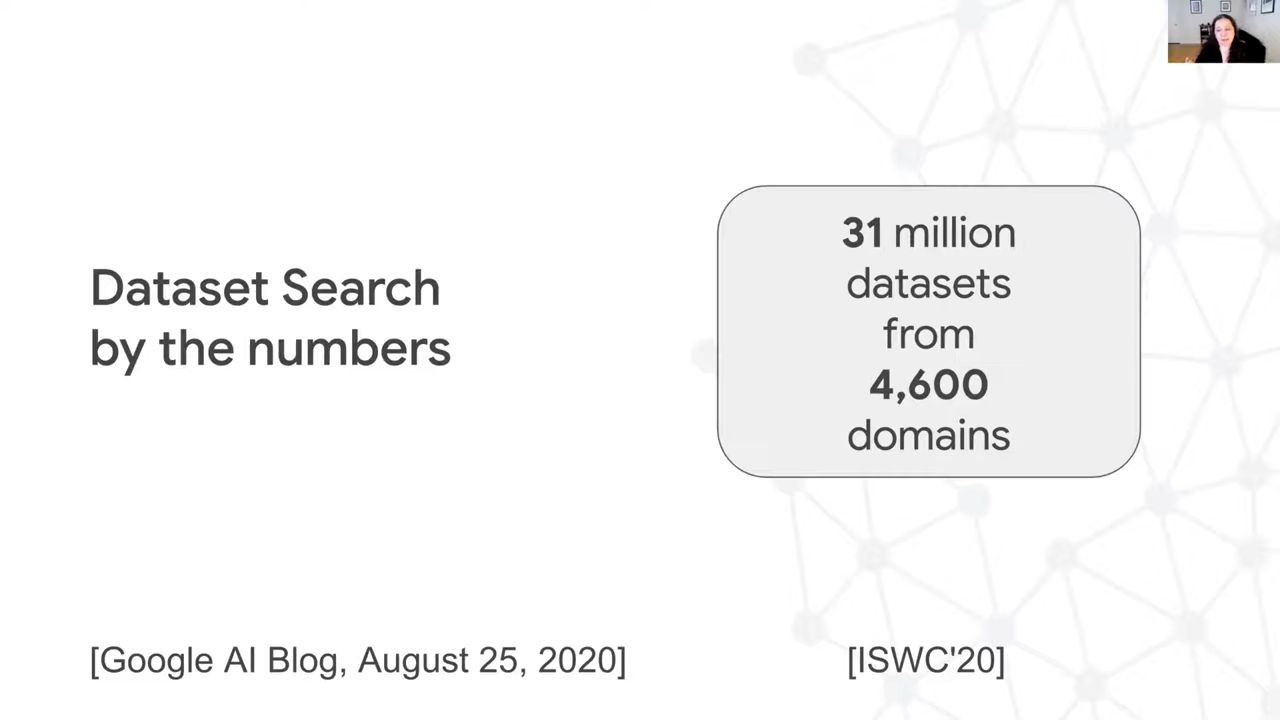 Dataset Search
by the numbers
31 million
datasets
from
4,600
domains
[Google AI Blog, August 25, 2020]
[ISWC'20]